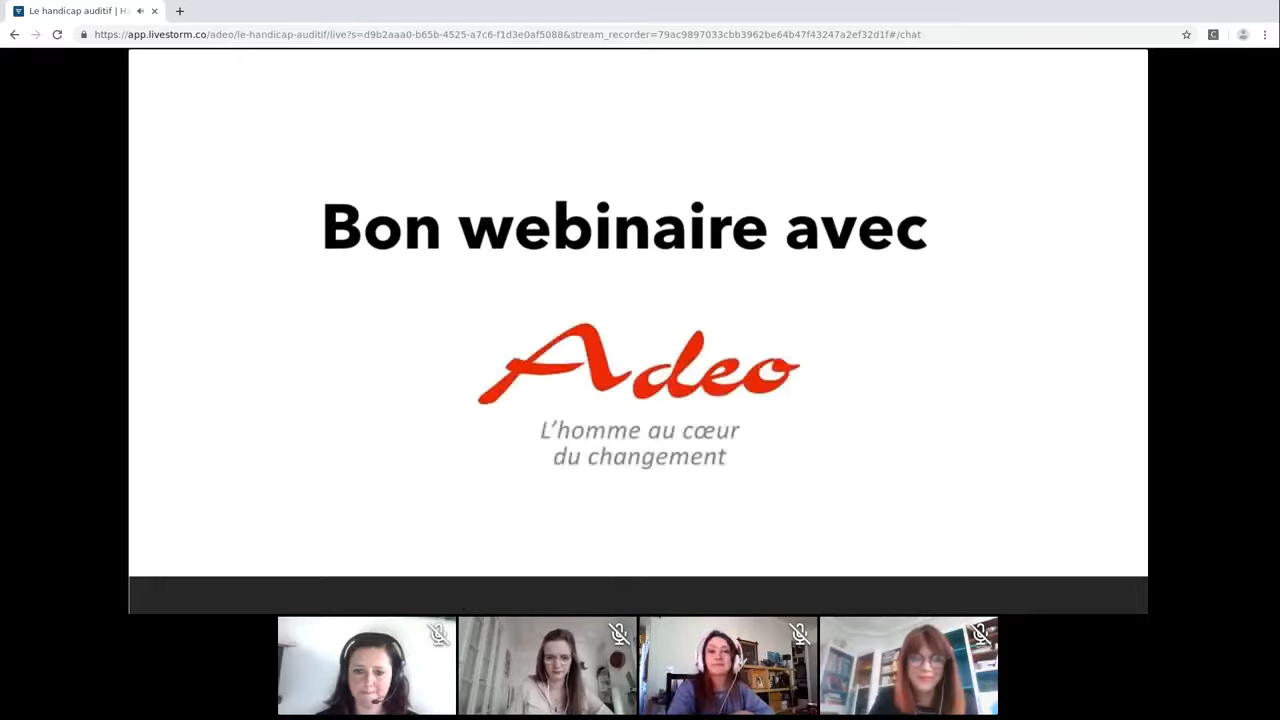 Le handicap auditif | H
https://app.livestorm.co/adeo/le-handicap-auditif/live?s=d9b2aaa0-b65b-4525-a7c6-f1d3e0af5088&stream_recorder=79ac9897033cbb3962be64b47f43247a2ef32d1f#/chat
C
Bon webinaire avec
Adeo
L'homme au cœur
du changement